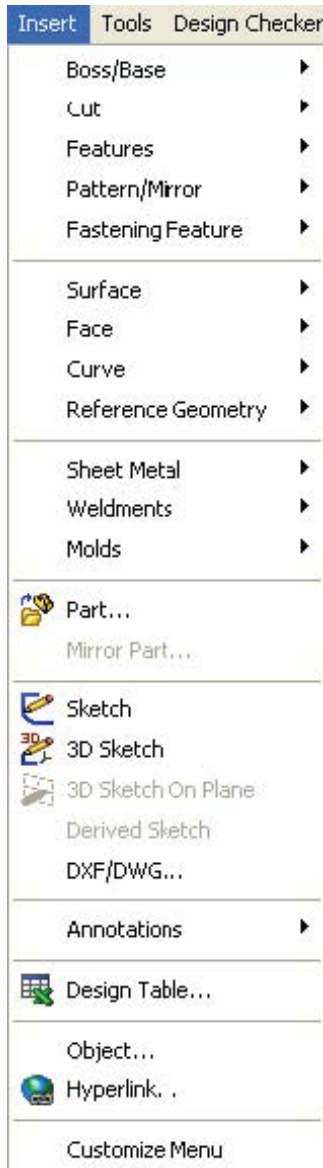 Insert Tools Design Checker
Boss/Base
Cut
Features
Pattern/Mirror
Fastening Feature
Surface
Face
Curve
Reference Geometry
Sheet Metal
Weldments
Molds
Part...
Mirror Part...
Sketch
3D 3D Sketch
3D Sketch On Plane
Derived Sketch
DXF/DWG...
Annotations
Design Table...
Object...
Hyperlink. .
Customize Menu